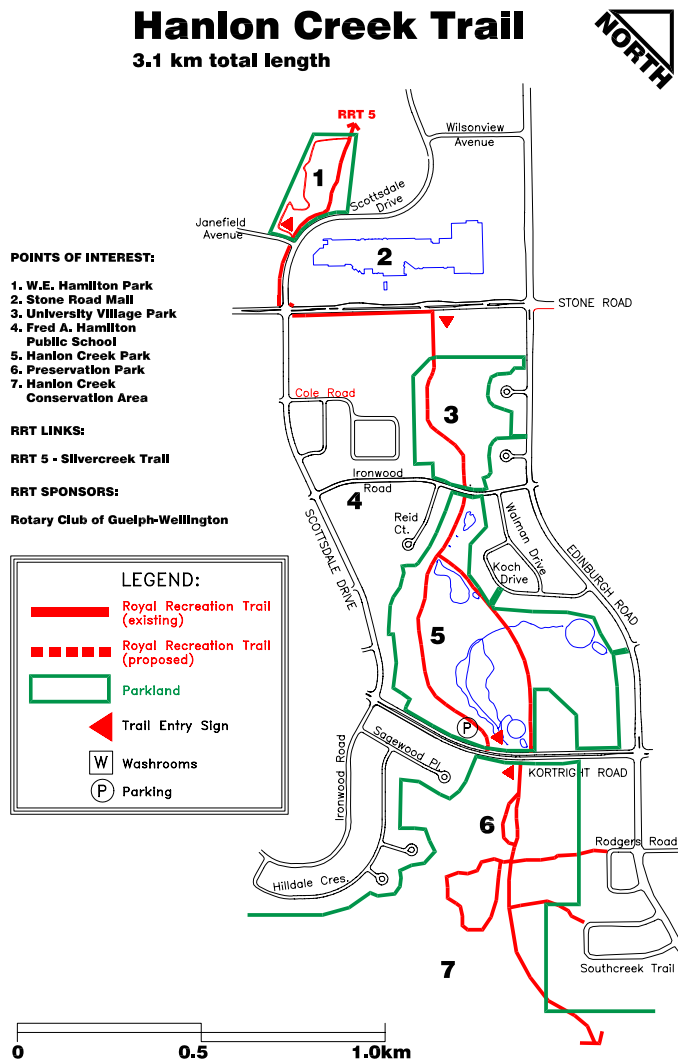 Hanlon Creek Trail
3.1 km total length
NORTH
RRT 5
Wilsonview
Avenue
1
Scottsdale
Drive
Janefield
Avenue
2
POINTS OF INTEREST:
1. W.E. Hamilton Park
2. Stone Road Mall
3. University Village Park
4. Fred A. Hamilton
Public School
5. Hanlon Creek Park
6. Preservation Park
7. Hanlon Creek
Conservation Area
RRT LINKS:
RRT 5 - Silvercreek Trail
RRT SPONSORS:
Rotary Club of Guelph-Wellington
STONE ROAD
Cole Road
3
Ironwood
Road
4
Reid
Ct.
SCOTTSDALE DRIVE
Walman Drive
Koch
Drive
EDINBURGH ROAD
5
LEGEND:
Royal Recreation Trail
(existing)
Royal Recreation Trail
(proposed)
Parkland
Trail Entry Sign
W Washrooms
P Parking
P
Sagewood Pl.
Ironwood Road
KORTRIGHT ROAD
6
Rodgers Road
Hilldale Cres.
7
Southcreek Trail
0 0.5 1.0km